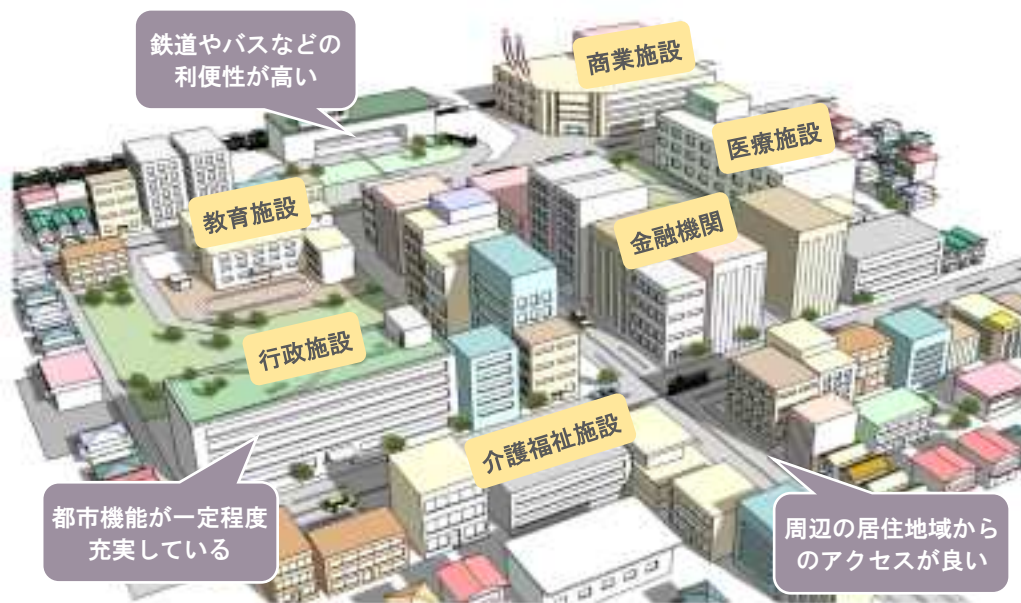 鉄道やバスなどの
利便性が高い
商業施設
医療施設
教育施設
金融機関
行政施設
介護福祉施設
都市機能が一定程度
充実している
周辺の居住地域から
のアクセスが良い